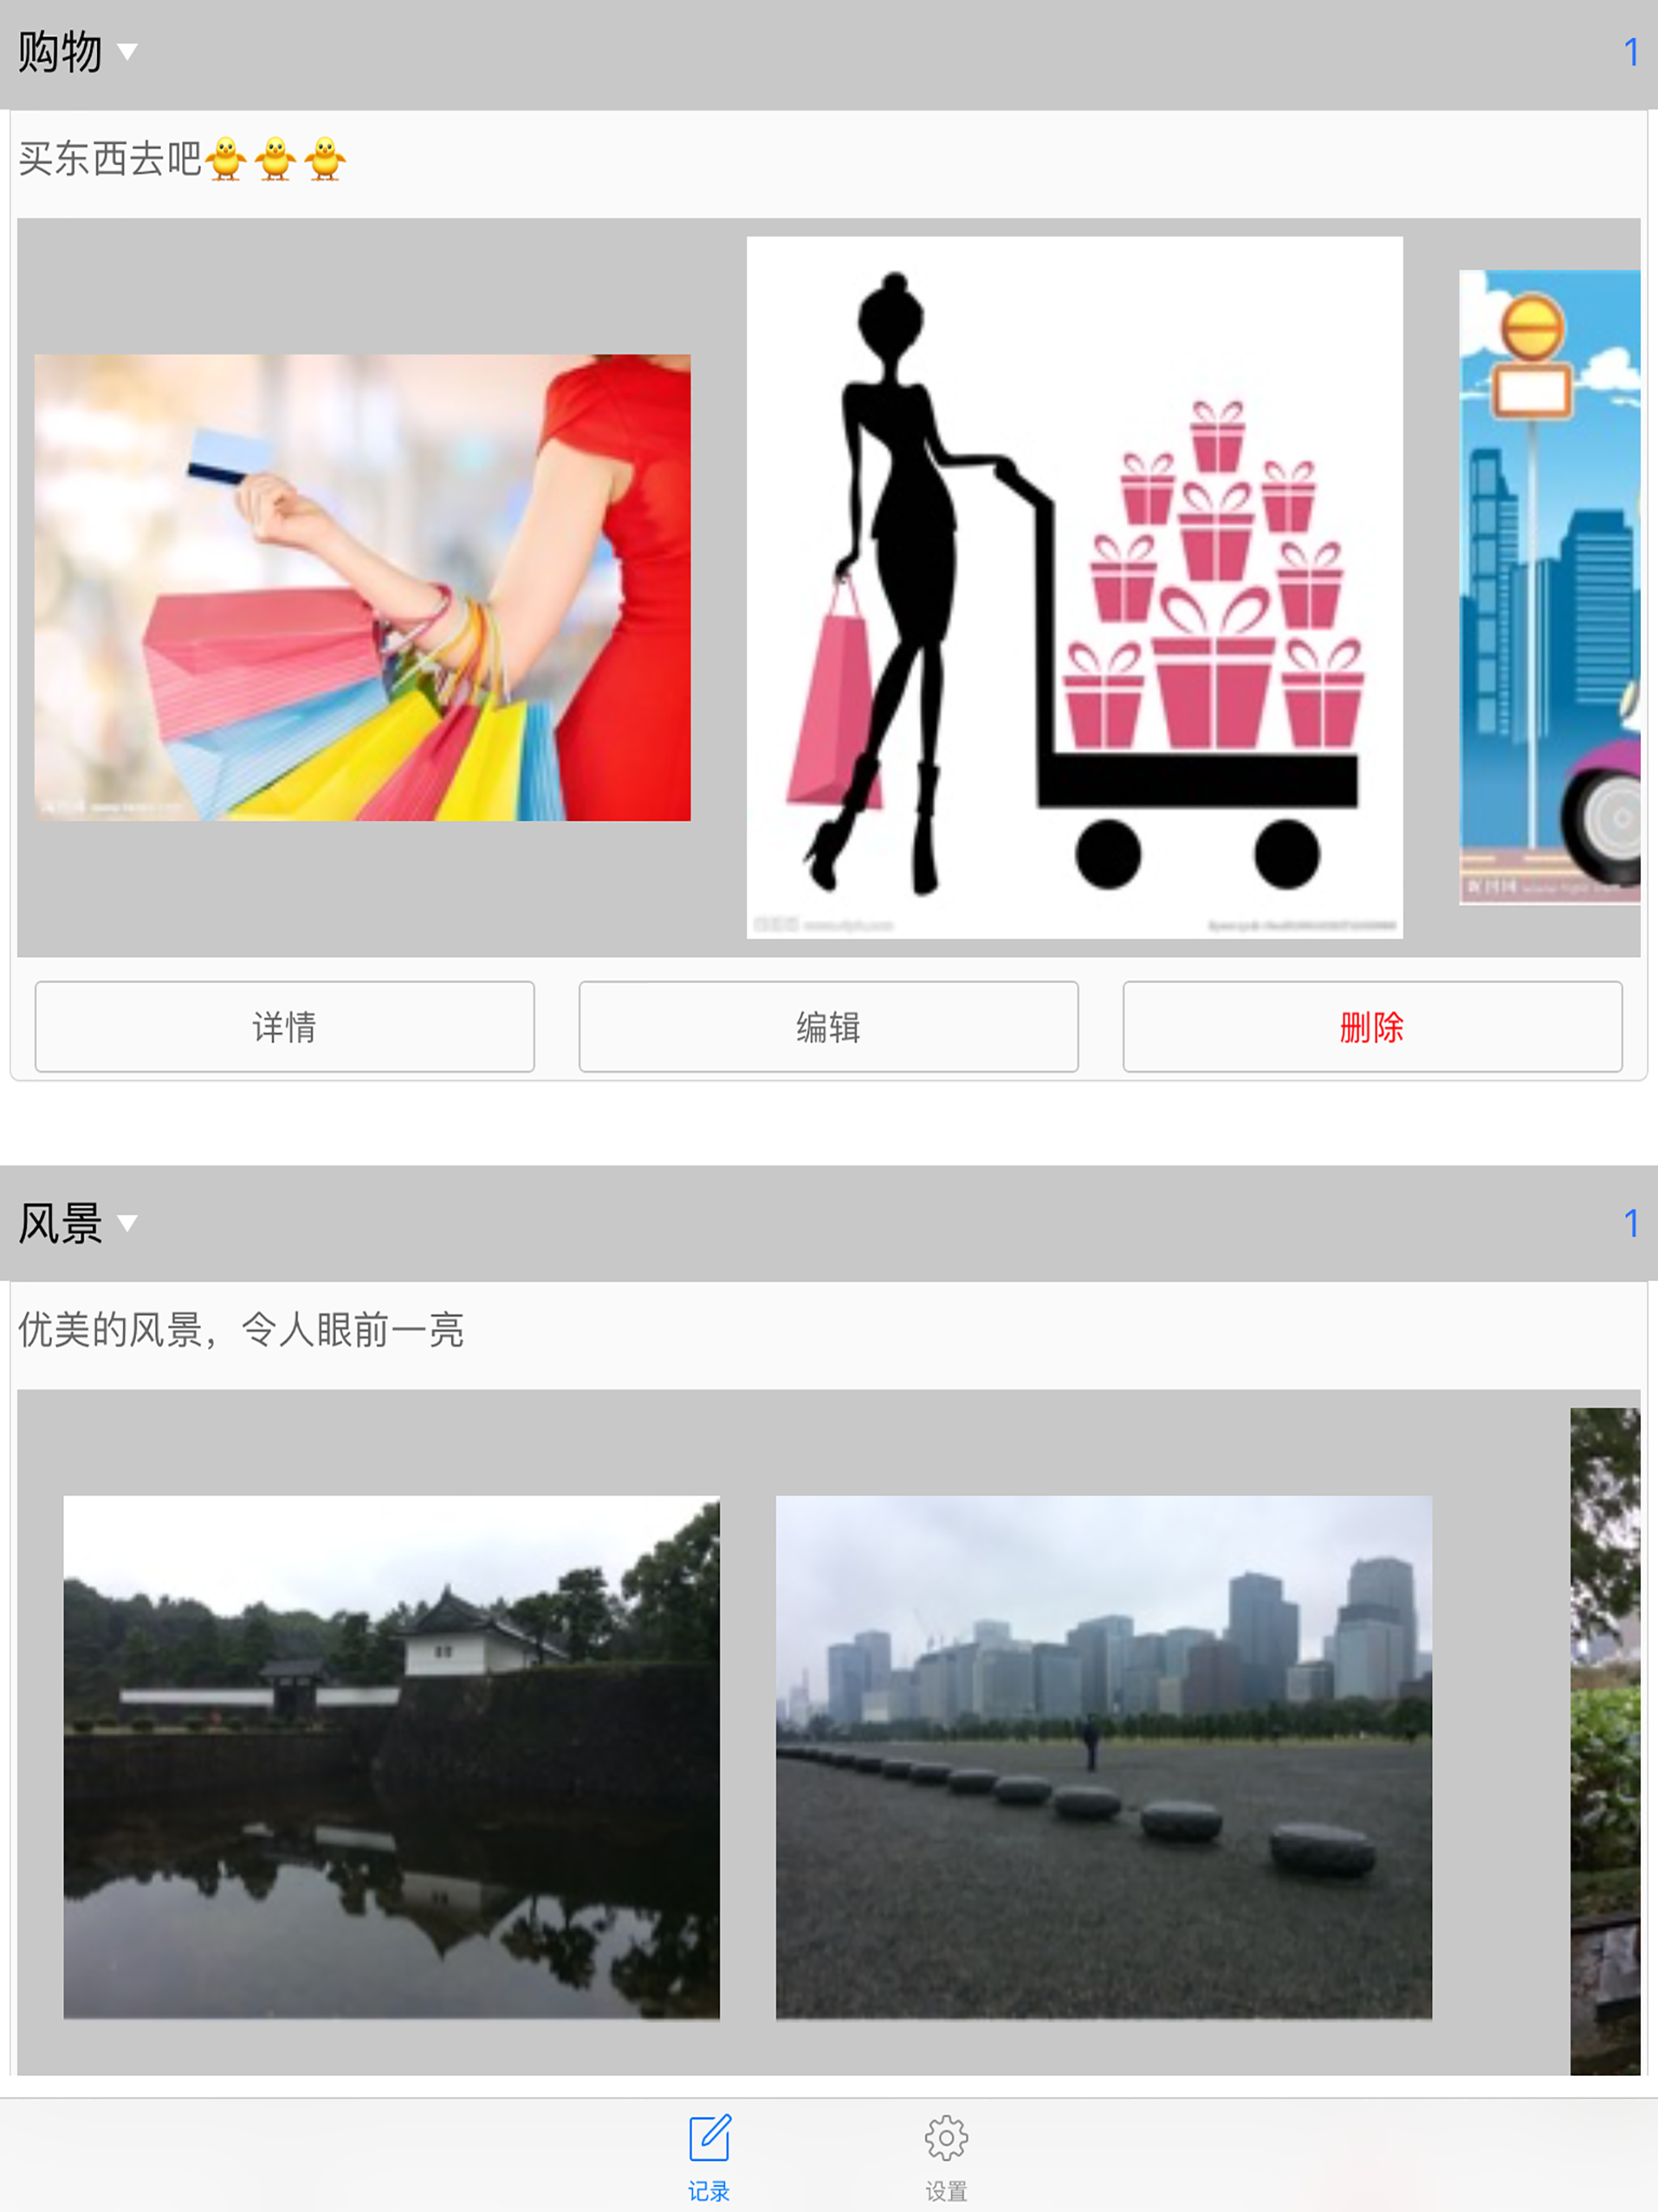 购物
1
买东西去吧🐥🐥🐥
详情
编辑
删除
风景
1
优美的风景，令人眼前一亮
记录
设置